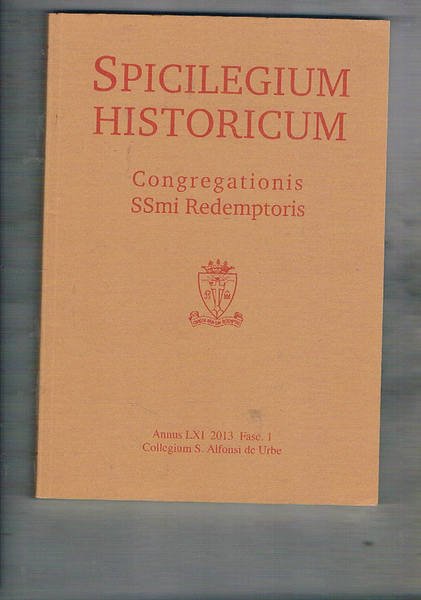 SPICILEGIUM
HISTORICUM
Congregationis
SSmi Redemptoris
Annus LXI 2013 Fasc. 1
Collegium S. Alfonsi de Urbe